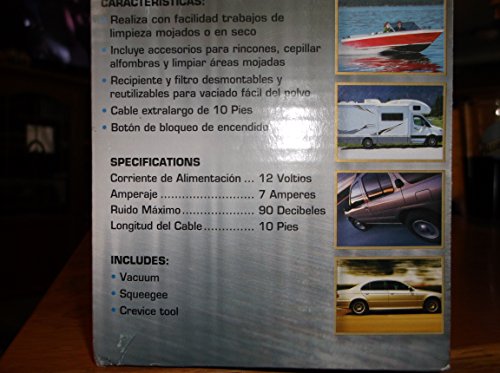 CARACTERÍSTICAS:
• Realiza con facilidad trabajos de
limpieza mojados o en seco
• Incluye accesorios para rincones, cepillar
alfombras y limpiar áreas mojadas
• Recipiente y filtro desmontables y
reutilizables para vaciado fácil del polvo
• Cable extralargo de 10 Pies
• Botón de bloqueo de encendido
SPECIFICATIONS
Corriente de Alimentación ... 12 Voltios
Amperaje .......................... 7 Amperes
Ruido Máximo .................... 90 Decibeles
Longitud del Cable .............. 10 Pies
INCLUDES:
• Vacuum
• Squeegee
• Crevice tool